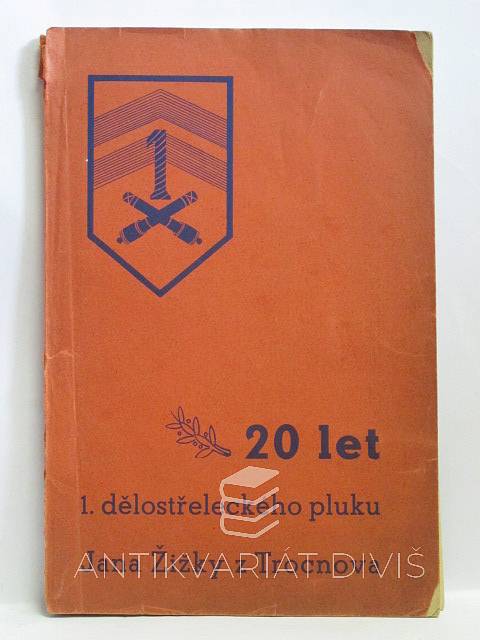 1
20 let
1. dělostřeleckého pluku
Jana Žižky z Trocnova
ANTIKVARIÁT DIVIŠ